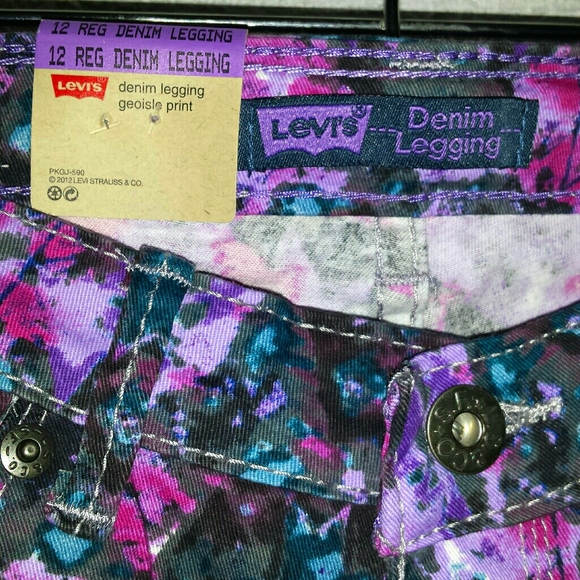 12 REG DENIM LEGGING
12 REG DENIM LEGGING
LEVI'S
denim legging
geoisle print
PKGJ-590
© 2012 LEVI STRAUSS & CO.
LEVI'S ®
Denim
Legging